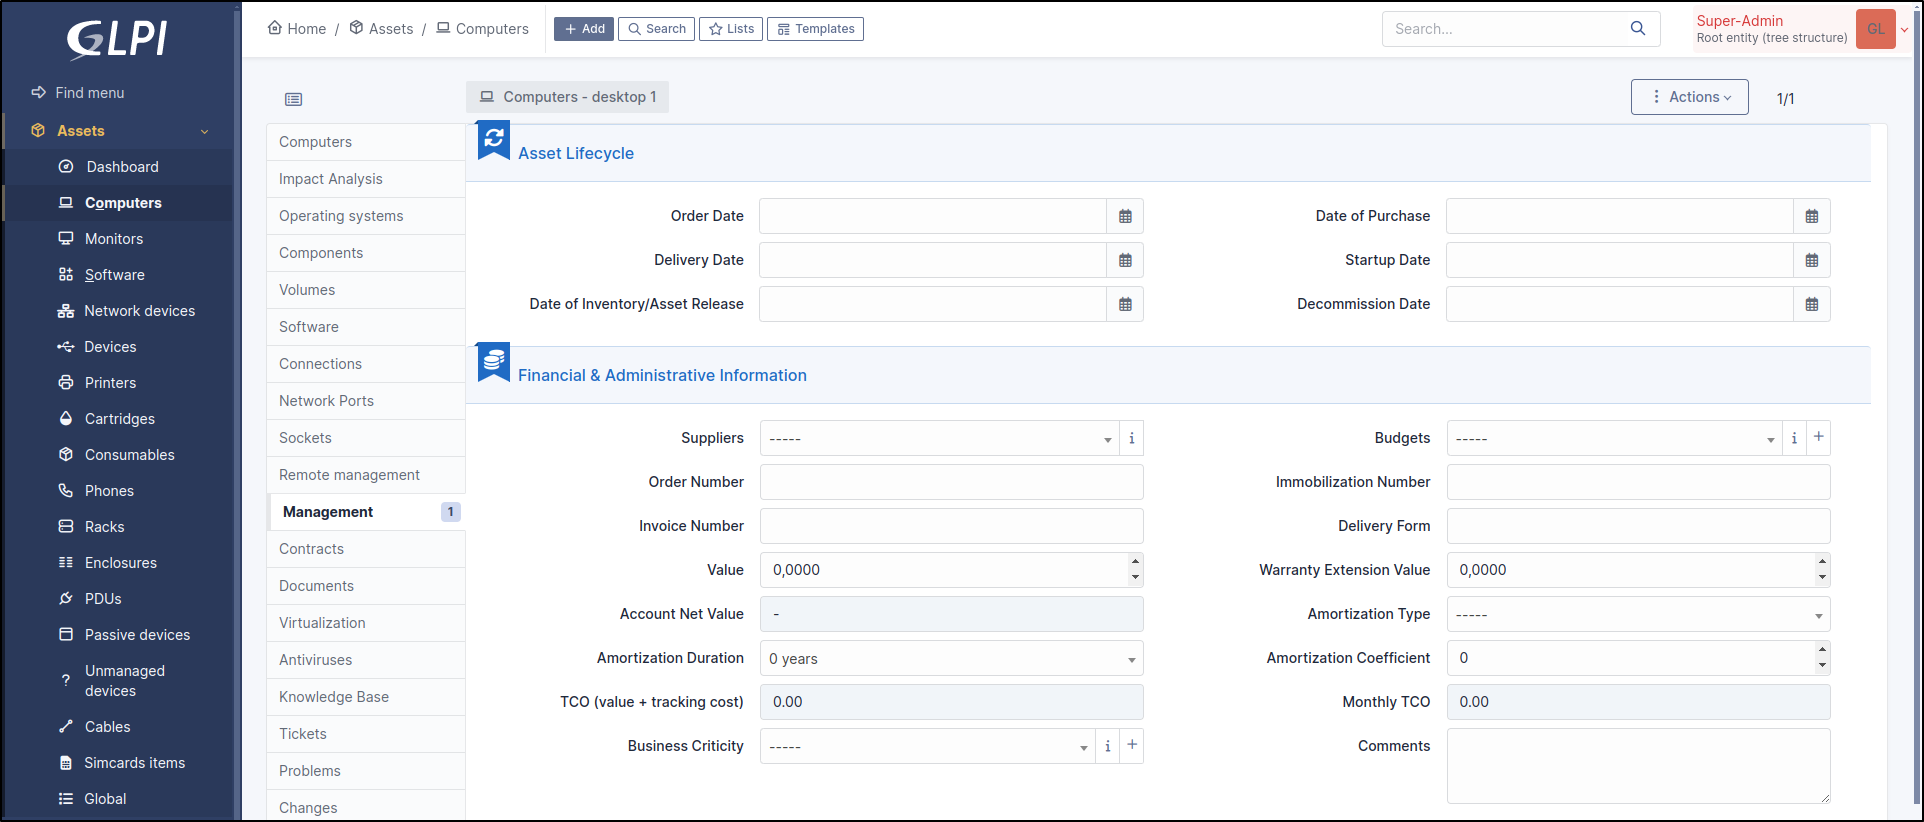 GLPI
Find menu
Assets
Dashboard
Computers
Monitors
Software
Network devices
Devices
Printers
Cartridges
Consumables
Phones
Racks
Enclosures
PDUs
Passive devices
Unmanaged
devices
Cables
Simcards items
Global
Home / Assets / Computers
Add
Search
Lists
Templates
Search...
Super-Admin
Root entity (tree structure)
GL
Computers - desktop 1
Actions
1/1
Computers
Impact Analysis
Operating systems
Components
Volumes
Software
Connections
Network Ports
Sockets
Remote management
Management 1
Contracts
Documents
Virtualization
Antiviruses
Knowledge Base
Tickets
Problems
Changes
Asset Lifecycle
Order Date
Date of Purchase
Delivery Date
Startup Date
Date of Inventory/Asset Release
Decommission Date
Financial & Administrative Information
Suppliers -----
Budgets -----
Order Number
Immobilization Number
Invoice Number
Delivery Form
Value 0,0000
Warranty Extension Value 0,0000
Account Net Value -
Amortization Type -----
Amortization Duration 0 years
Amortization Coefficient 0
TCO (value + tracking cost) 0.00
Monthly TCO 0.00
Business Criticity -----
Comments